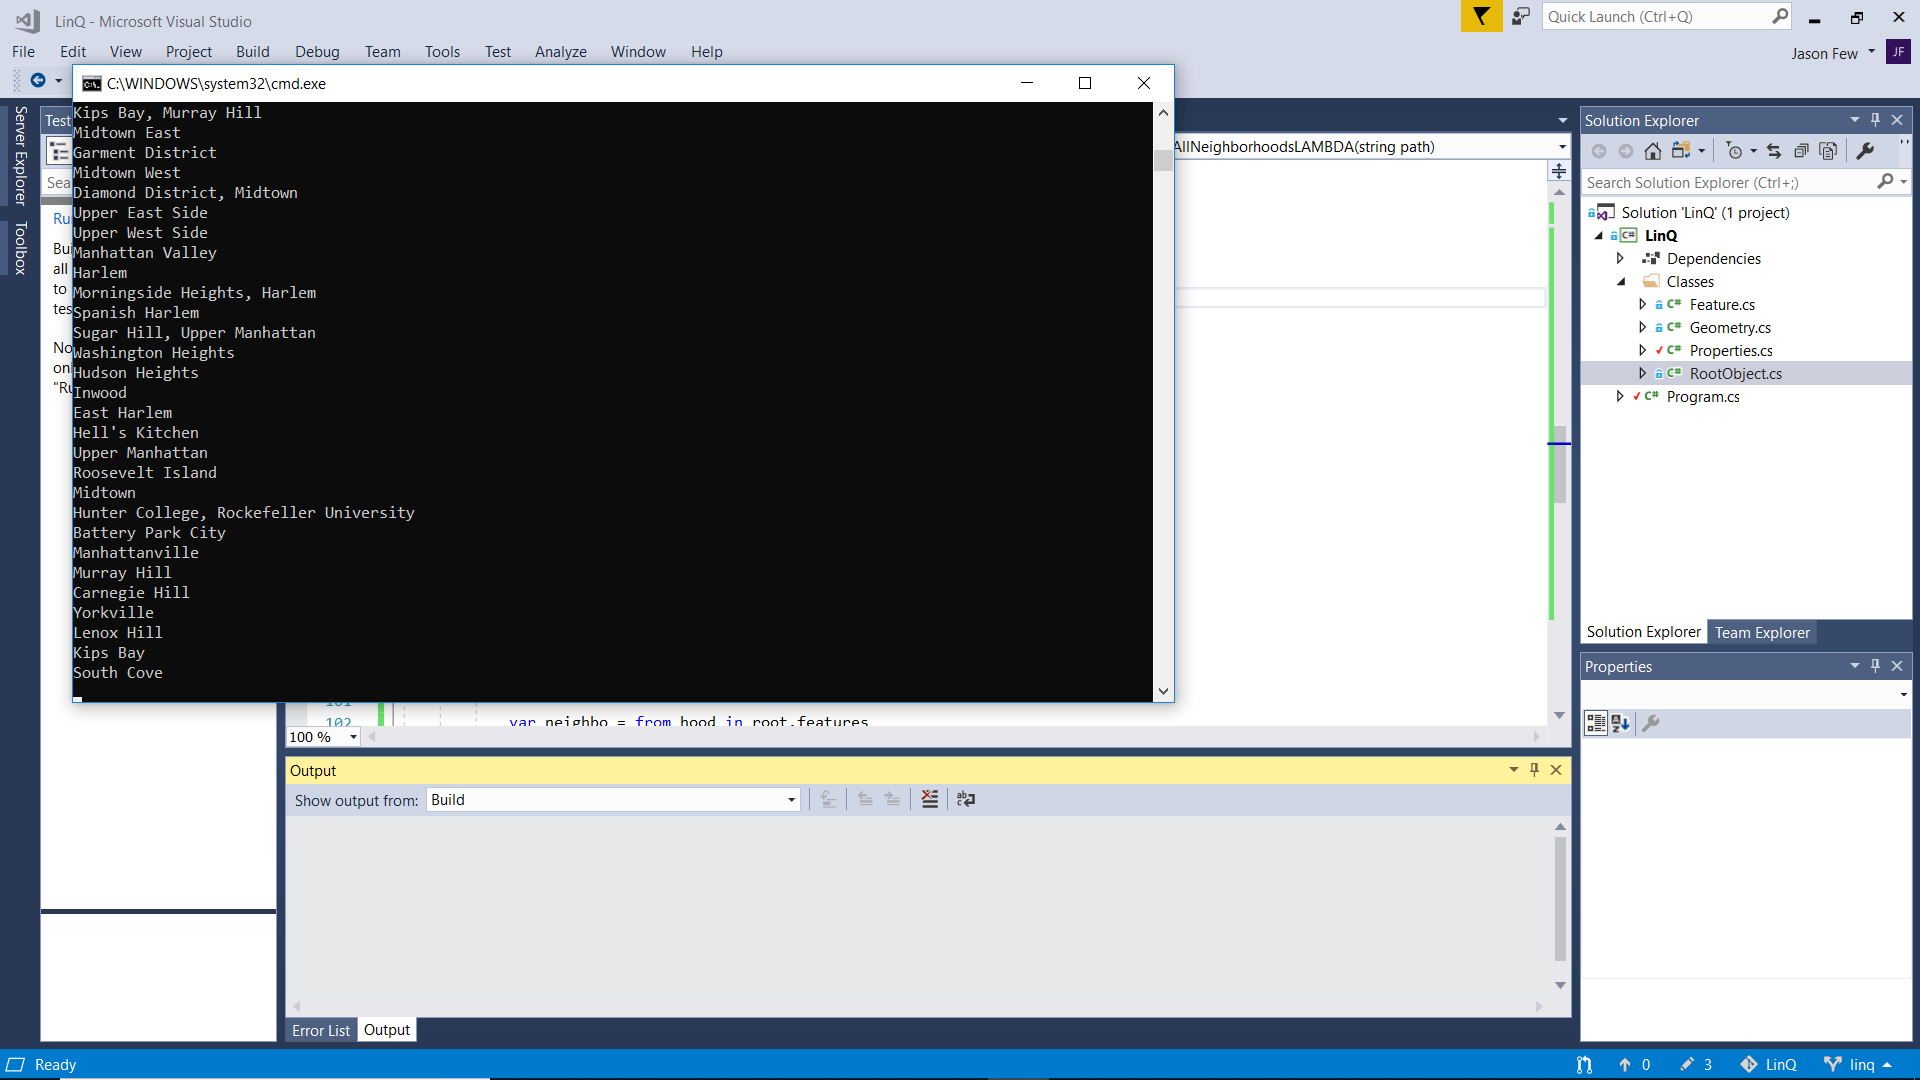 LinQ - Microsoft Visual Studio
Quick Launch (Ctrl+Q)
File Edit View Project Build Debug Team Tools Test Analyze Window Help
Jason Few
JF
C:\WINDOWS\system32\cmd.exe
Kips Bay, Murray Hill
Midtown East
Garment District
Midtown West
Diamond District, Midtown
Upper East Side
Upper West Side
Manhattan Valley
Harlem
Morningside Heights, Harlem
Spanish Harlem
Sugar Hill, Upper Manhattan
Washington Heights
Hudson Heights
Inwood
East Harlem
Hell's Kitchen
Upper Manhattan
Roosevelt Island
Midtown
Hunter College, Rockefeller University
Battery Park City
Manhattanville
Murray Hill
Carnegie Hill
Yorkville
Lenox Hill
Kips Bay
South Cove
Server Explorer
Toolbox
Test
Sea
Ru
Bui
all
to
tes
No
on
"Ru
AllNeighborhoodsLAMBDA(string path)
101
102 var neighbo = from hood in root.features
100 %
Output
Show output from: Build
Error List Output
Solution Explorer
Search Solution Explorer (Ctrl+;)
Solution 'LinQ' (1 project)
C# LinQ
Dependencies
Classes
C# Feature.cs
C# Geometry.cs
C# Properties.cs
C# RootObject.cs
C# Program.cs
Solution Explorer Team Explorer
Properties
Ready
0 3 LinQ linq